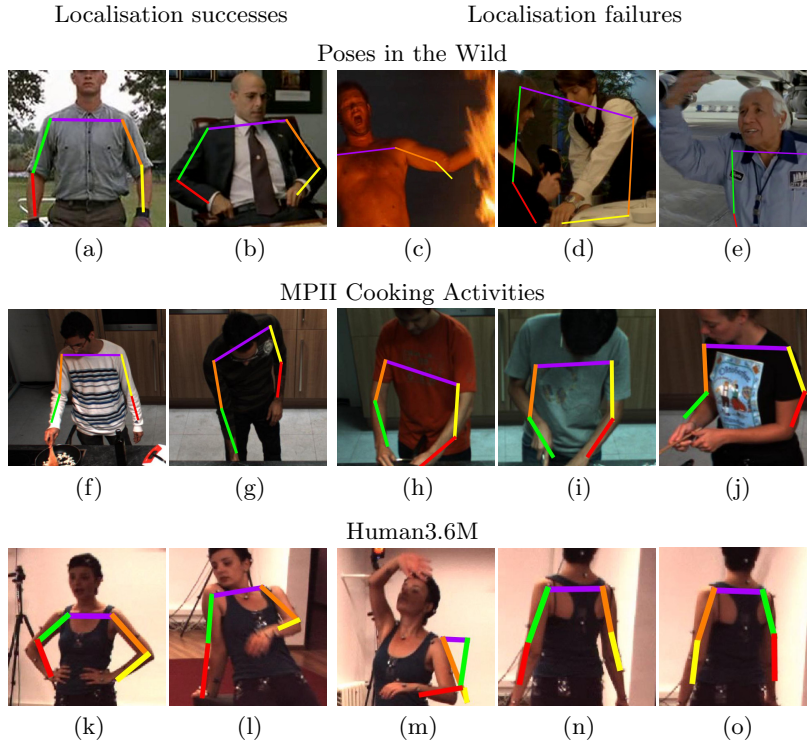 Localisation successes Localisation failures
Poses in the Wild
(a) (b) (c) (d) (e)
MPII Cooking Activities
(f) (g) (h) (i) (j)
Human3.6M
(k) (l) (m) (n) (o)